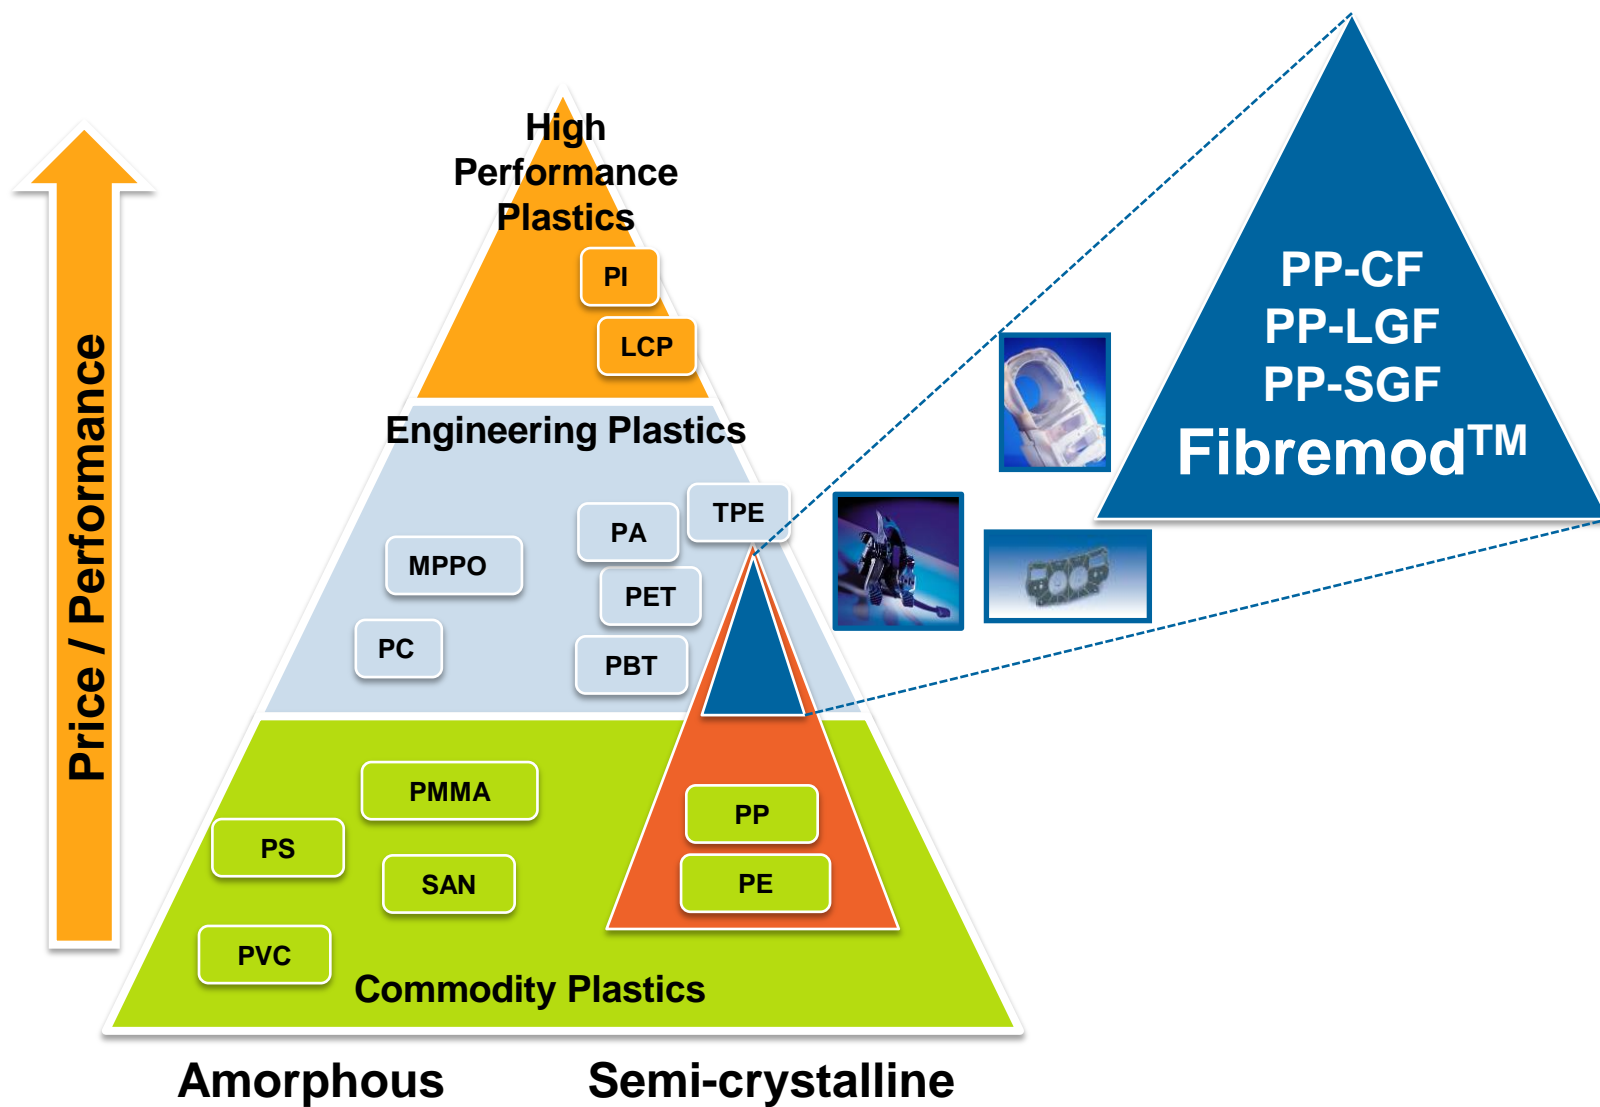 Price / Performance
High
Performance
Plastics
PI
LCP
Engineering Plastics
TPE
PA
MPPO
PET
PC
PBT
PMMA
PP
PS
SAN
PE
PVC
Commodity Plastics
Amorphous
Semi-crystalline
PP-CF
PP-LGF
PP-SGF
Fibremod™